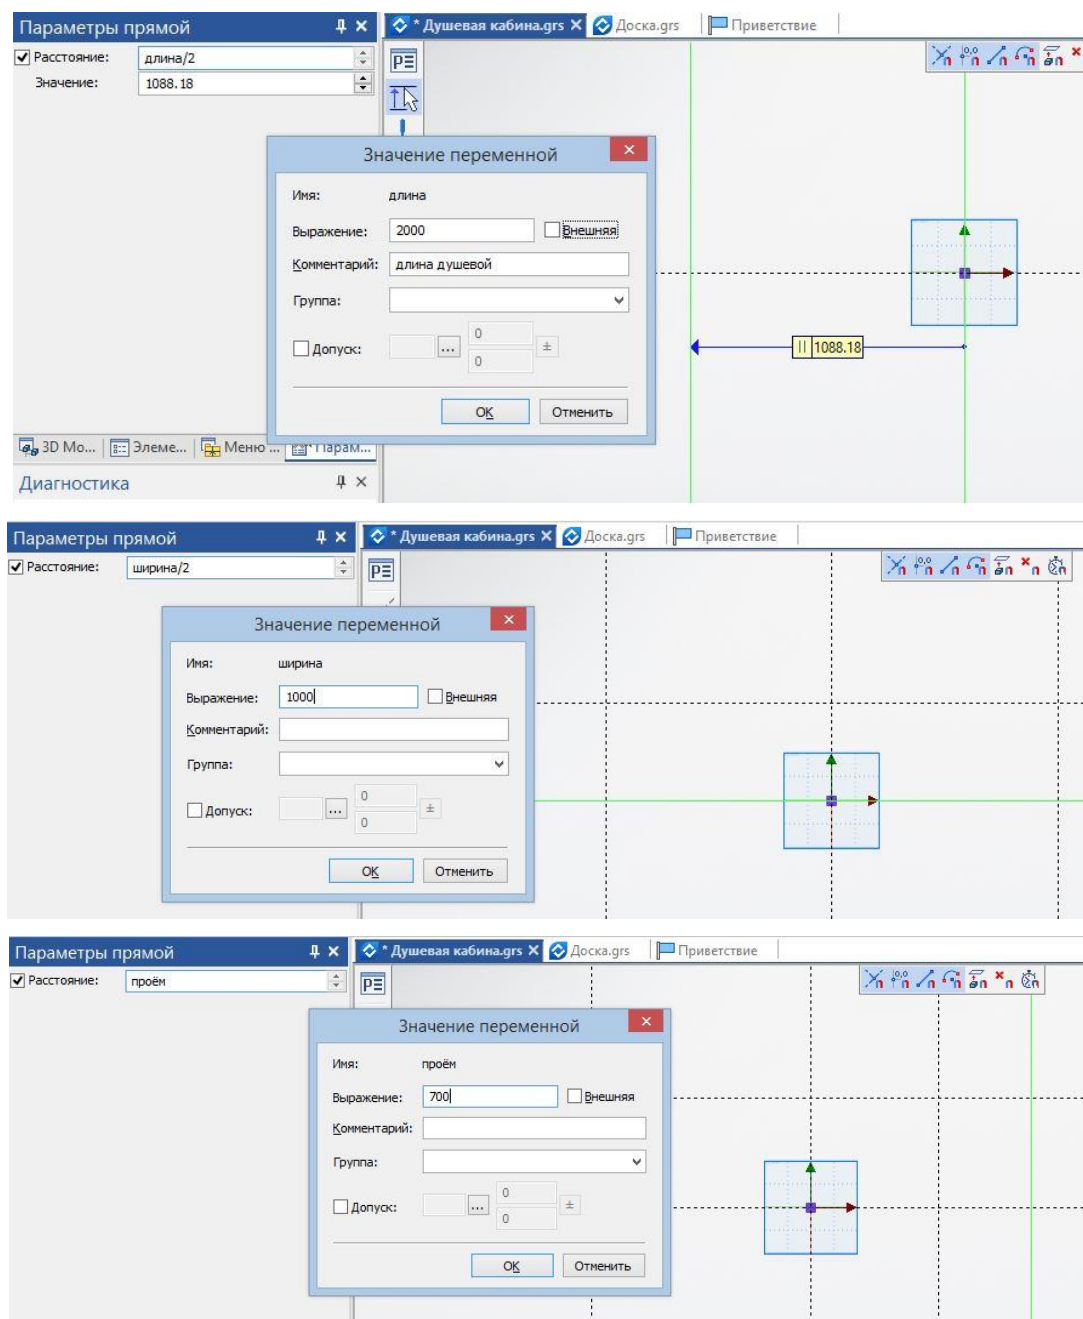 Параметры прямой
* Душевая кабина.grs
Доска.grs
Приветствие
Расстояние:
длина/2
Значение:
1088.18
Значение переменной
Имя:
длина
Выражение:
2000
Внешняя
Комментарий:
длина душевой
Группа:
Допуск:
...
0
±
0
OK
Отменить
|| 1088.18
3D Мо...
Элеме...
Меню ...
Парам...
Диагностика
Параметры прямой
* Душевая кабина.grs
Доска.grs
Приветствие
Расстояние:
ширина/2
Значение переменной
Имя:
ширина
Выражение:
1000
Внешняя
Комментарий:
Группа:
Допуск:
...
0
±
0
OK
Отменить
Параметры прямой
* Душевая кабина.grs
Доска.grs
Приветствие
Расстояние:
проём
Значение переменной
Имя:
проём
Выражение:
700
Внешняя
Комментарий:
Группа:
Допуск:
...
0
±
0
OK
Отменить